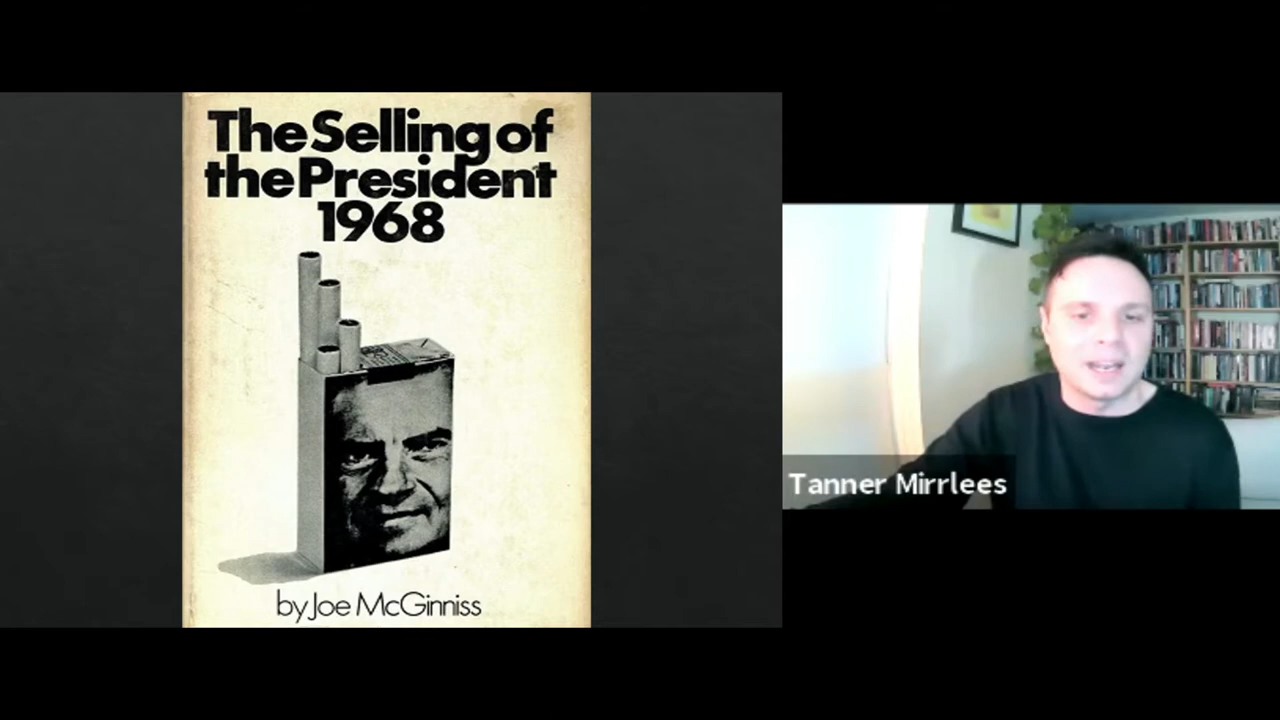 The Selling of
the President
1968
by Joe McGinniss
Tanner Mirrlees